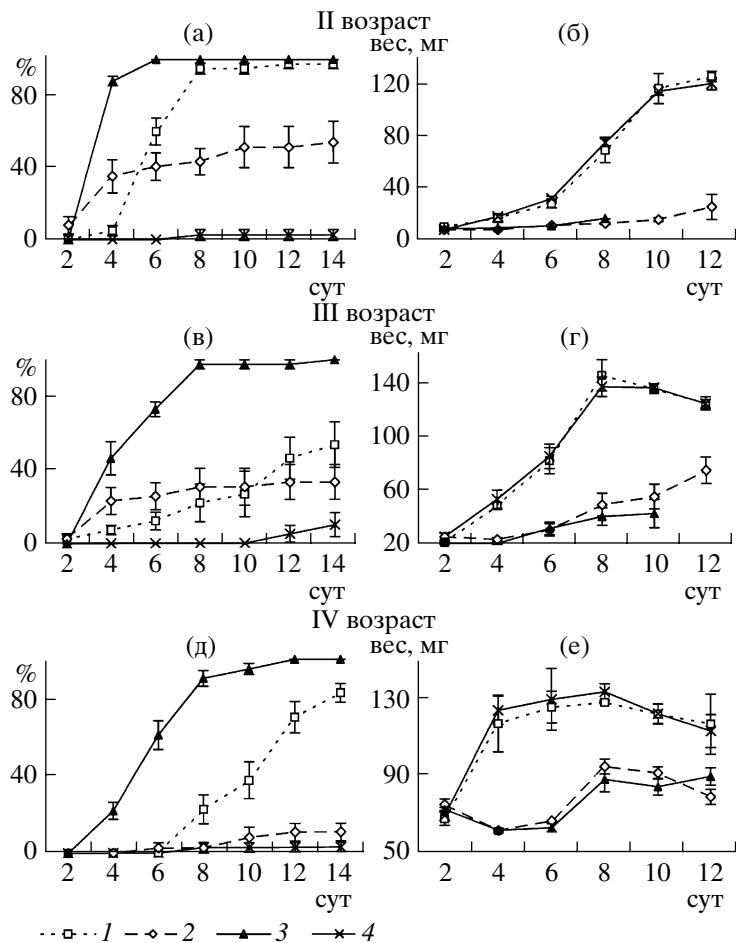 II возраст
(а) (б)
% вес, мг
80 120
40 80
0 40
0
2 4 6 8 10 12 14 2 4 6 8 10 12
сут сут
III возраст
(в) (г)
% вес, мг
80 140
40 100
0 60
20
2 4 6 8 10 12 14 2 4 6 8 10 12
сут сут
IV возраст
(д) (е)
% вес, мг
80 130
40 90
0 50
2 4 6 8 10 12 14 2 4 6 8 10 12
сут сут
1 2 3 4